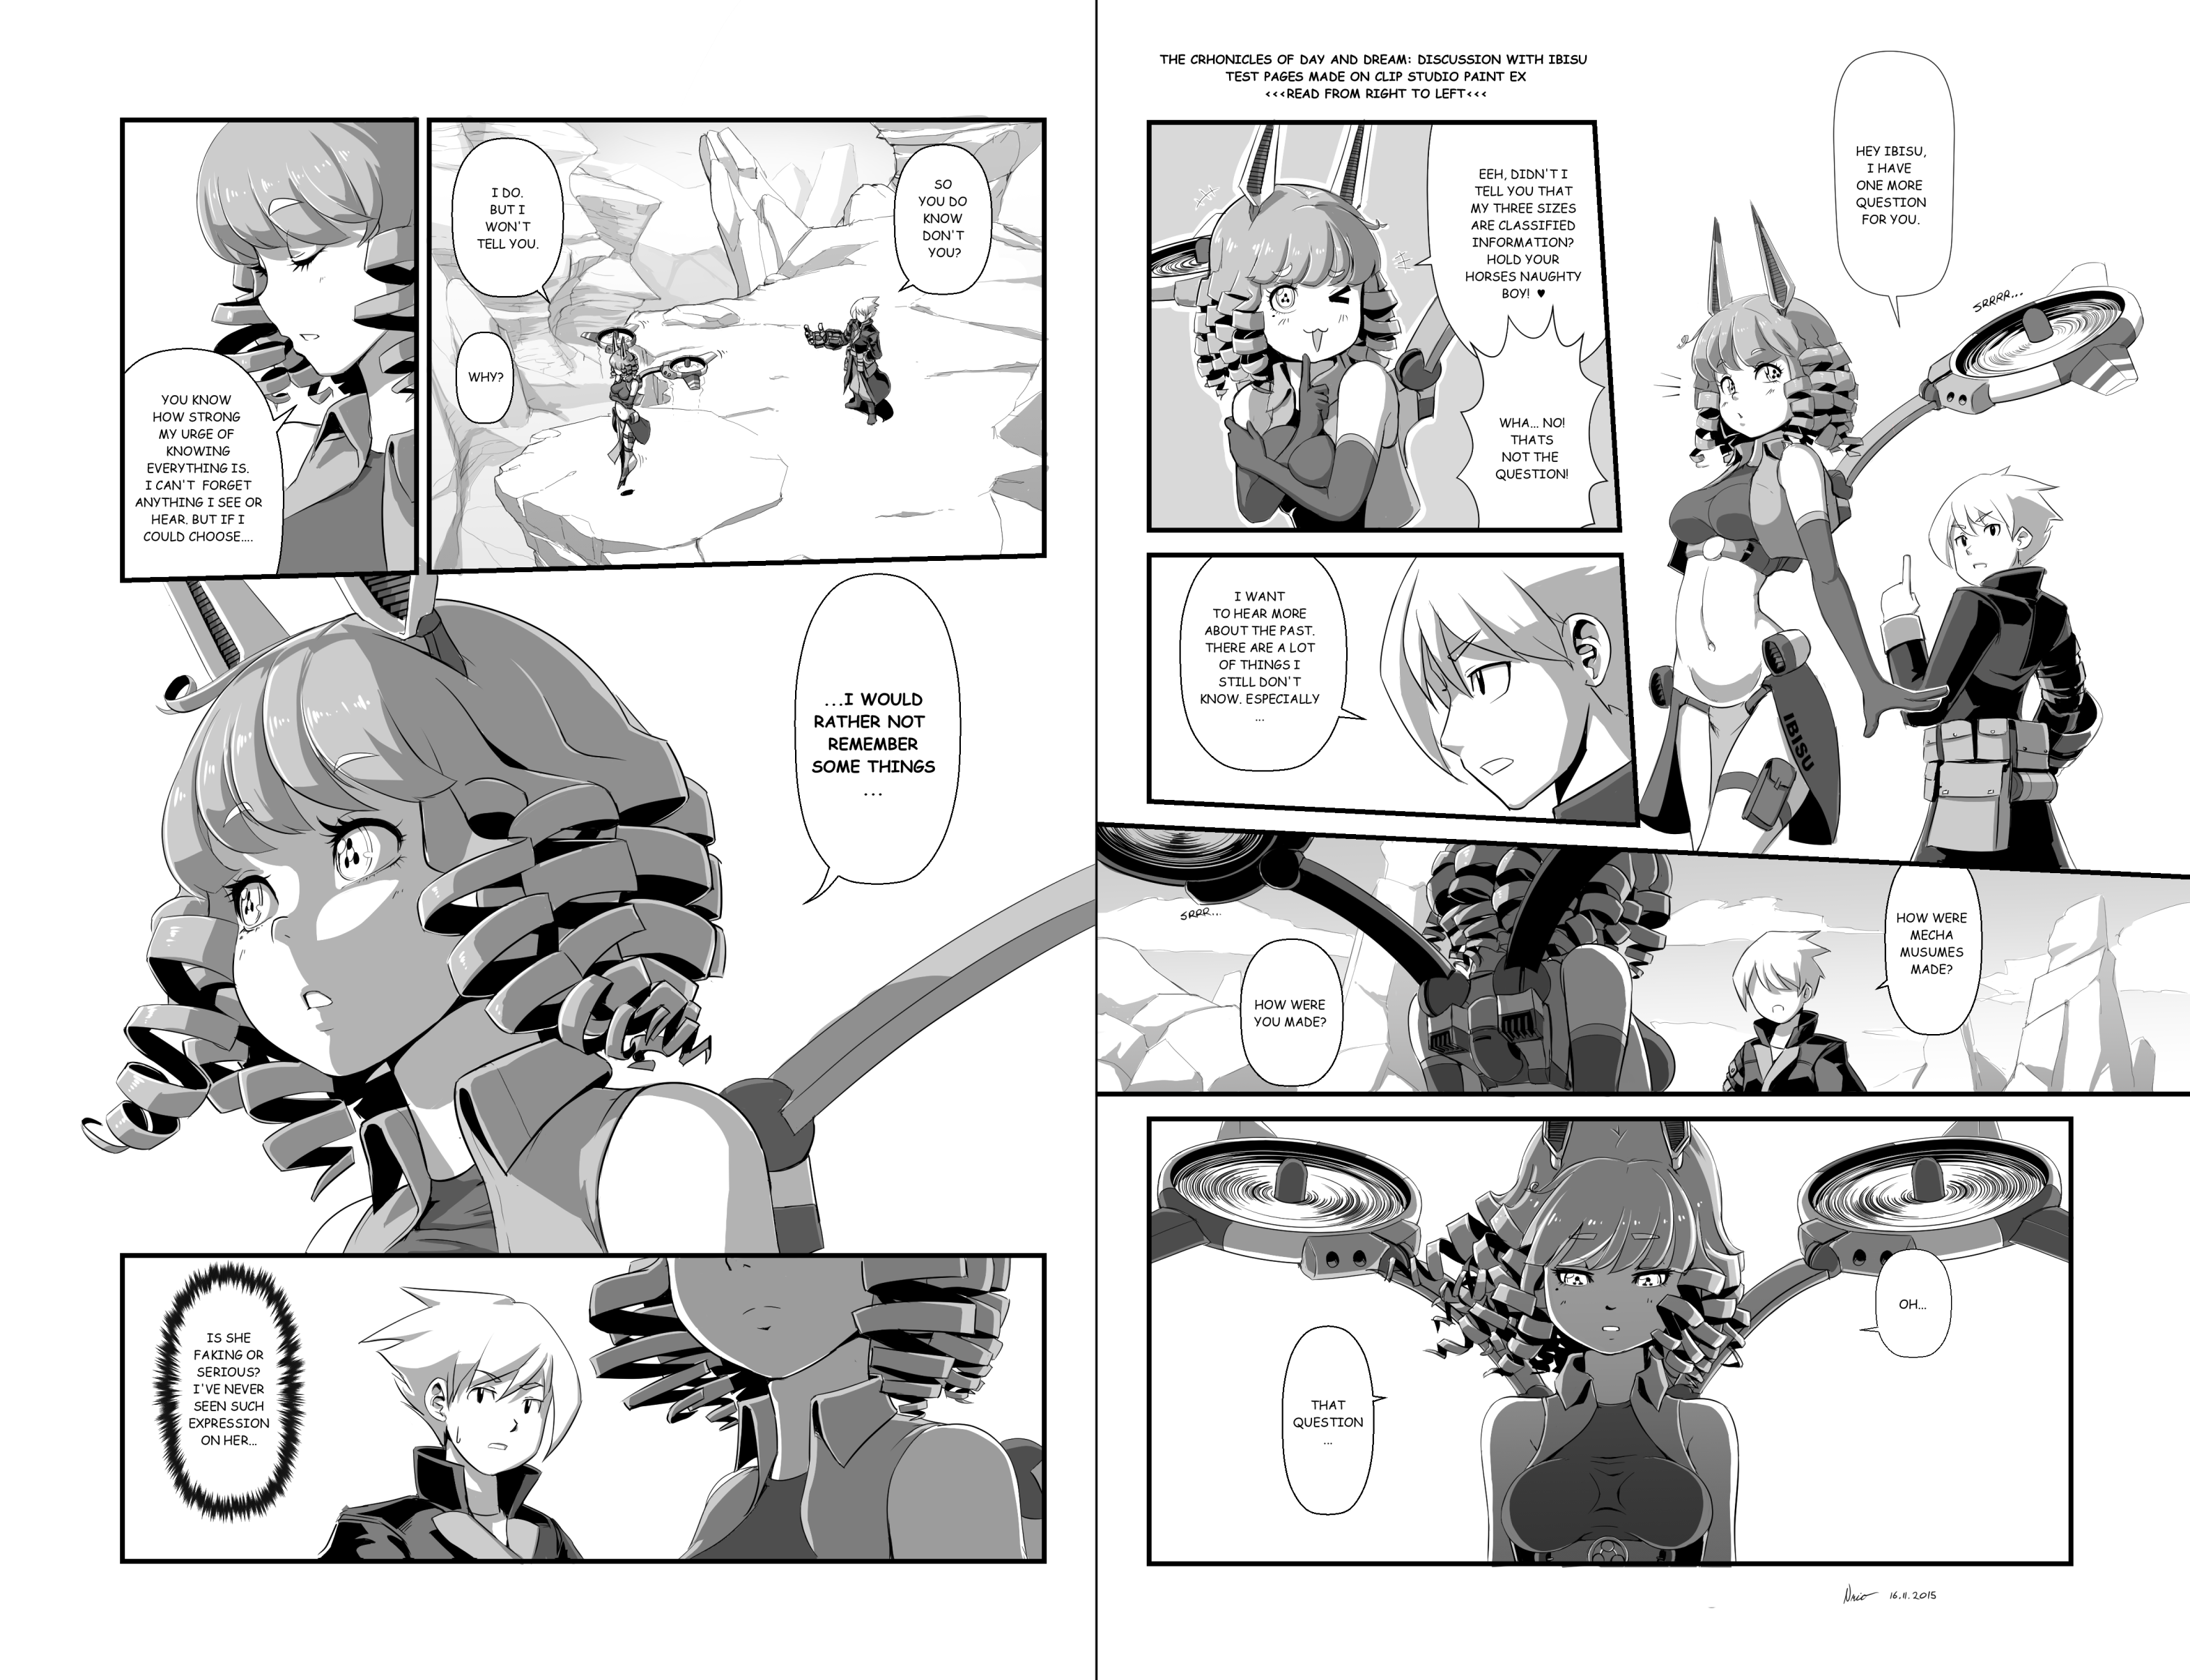 THE CRHONICLES OF DAY AND DREAM: DISCUSSION WITH IBISU
TEST PAGES MADE ON CLIP STUDIO PAINT EX
<<<READ FROM RIGHT TO LEFT<<<
HEY IBISU,
I HAVE
ONE MORE
QUESTION
FOR YOU.
SRRRR...
IBISU
EEH, DIDN'T I
TELL YOU THAT
MY THREE SIZES
ARE CLASSIFIED
INFORMATION?
HOLD YOUR
HORSES NAUGHTY
BOY! ♥
WHA... NO!
THATS
NOT THE
QUESTION!
I WANT
TO HEAR MORE
ABOUT THE PAST.
THERE ARE A LOT
OF THINGS I
STILL DON'T
KNOW. ESPECIALLY
...
HOW WERE
MECHA
MUSUMES
MADE?
SRRR...
HOW WERE
YOU MADE?
OH...
THAT
QUESTION
...
16.11.2015
SO
YOU DO
KNOW
DON'T
YOU?
I DO.
BUT I
WON'T
TELL YOU.
WHY?
YOU KNOW
HOW STRONG
MY URGE OF
KNOWING
EVERYTHING IS.
I CAN'T FORGET
ANYTHING I SEE OR
HEAR. BUT IF I
COULD CHOOSE....
...I WOULD
RATHER NOT
REMEMBER
SOME THINGS
...
IS SHE
FAKING OR
SERIOUS?
I'VE NEVER
SEEN SUCH
EXPRESSION
ON HER...